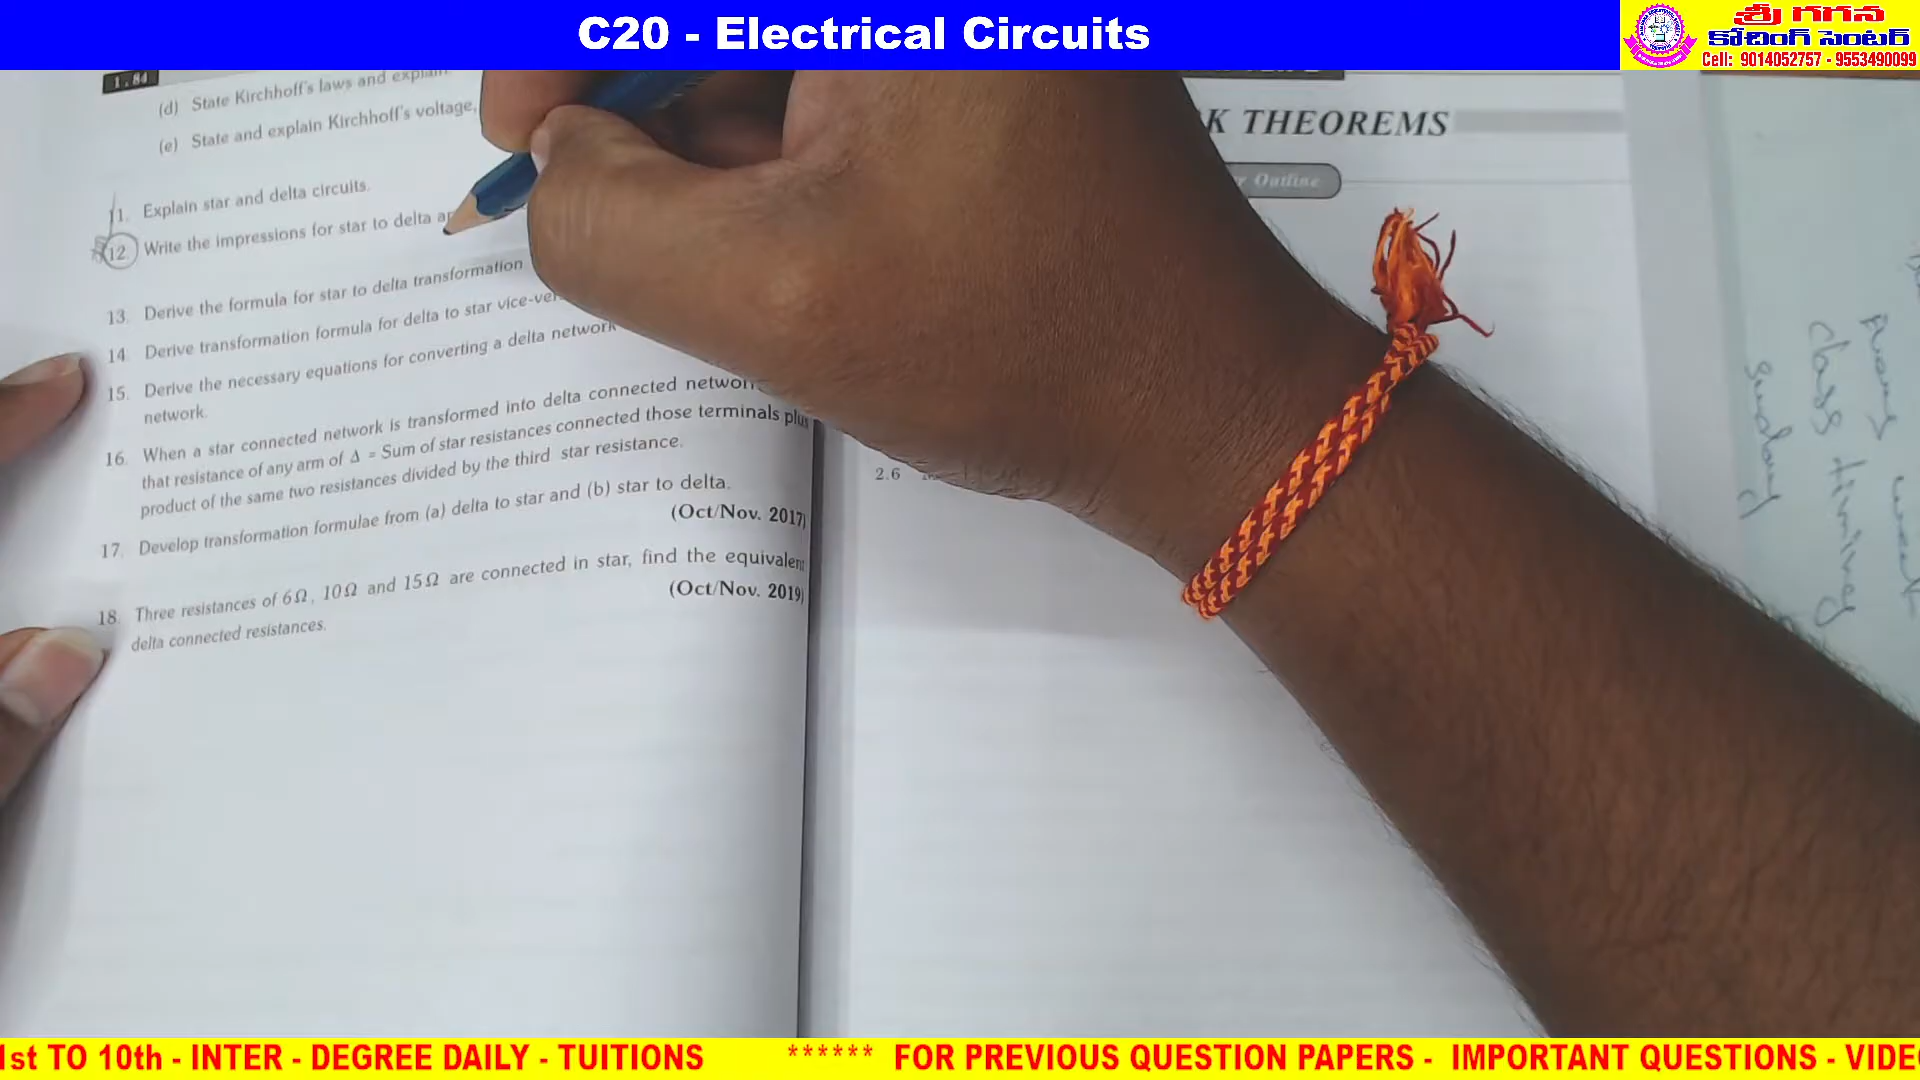 C20 - Electrical Circuits
శ్రీ గగన
కోచింగ్ సెంటర్
Cell: 9014052757 - 9553490099
1.84
(d) State Kirchhoff's laws and explain
(e) State and explain Kirchhoff's voltage,
11. Explain star and delta circuits.
12. Write the impressions for star to delta
13. Derive the formula for star to delta transformation
14. Derive transformation formula for delta to star
15. Derive the necessary equations for converting a delta network
network.
16. When a star connected network is transformed into delta connected
that resistance of any arm of Δ = Sum of star resistances connected those terminals plus
product of the same two resistances divided by the third star resistance.
17. Develop transformation formulae from (a) delta to star and (b) star to delta.
(Oct/Nov. 2017)
18. Three resistances of 6Ω, 10Ω and 15Ω are connected in star, find the
delta connected resistances.
(Oct/Nov. 2019)
K THEOREMS
Outline
2.6
class timing
1st TO 10th - INTER - DEGREE DAILY - TUITIONS ****** FOR PREVIOUS QUESTION PAPERS - IMPORTANT QUESTIONS -